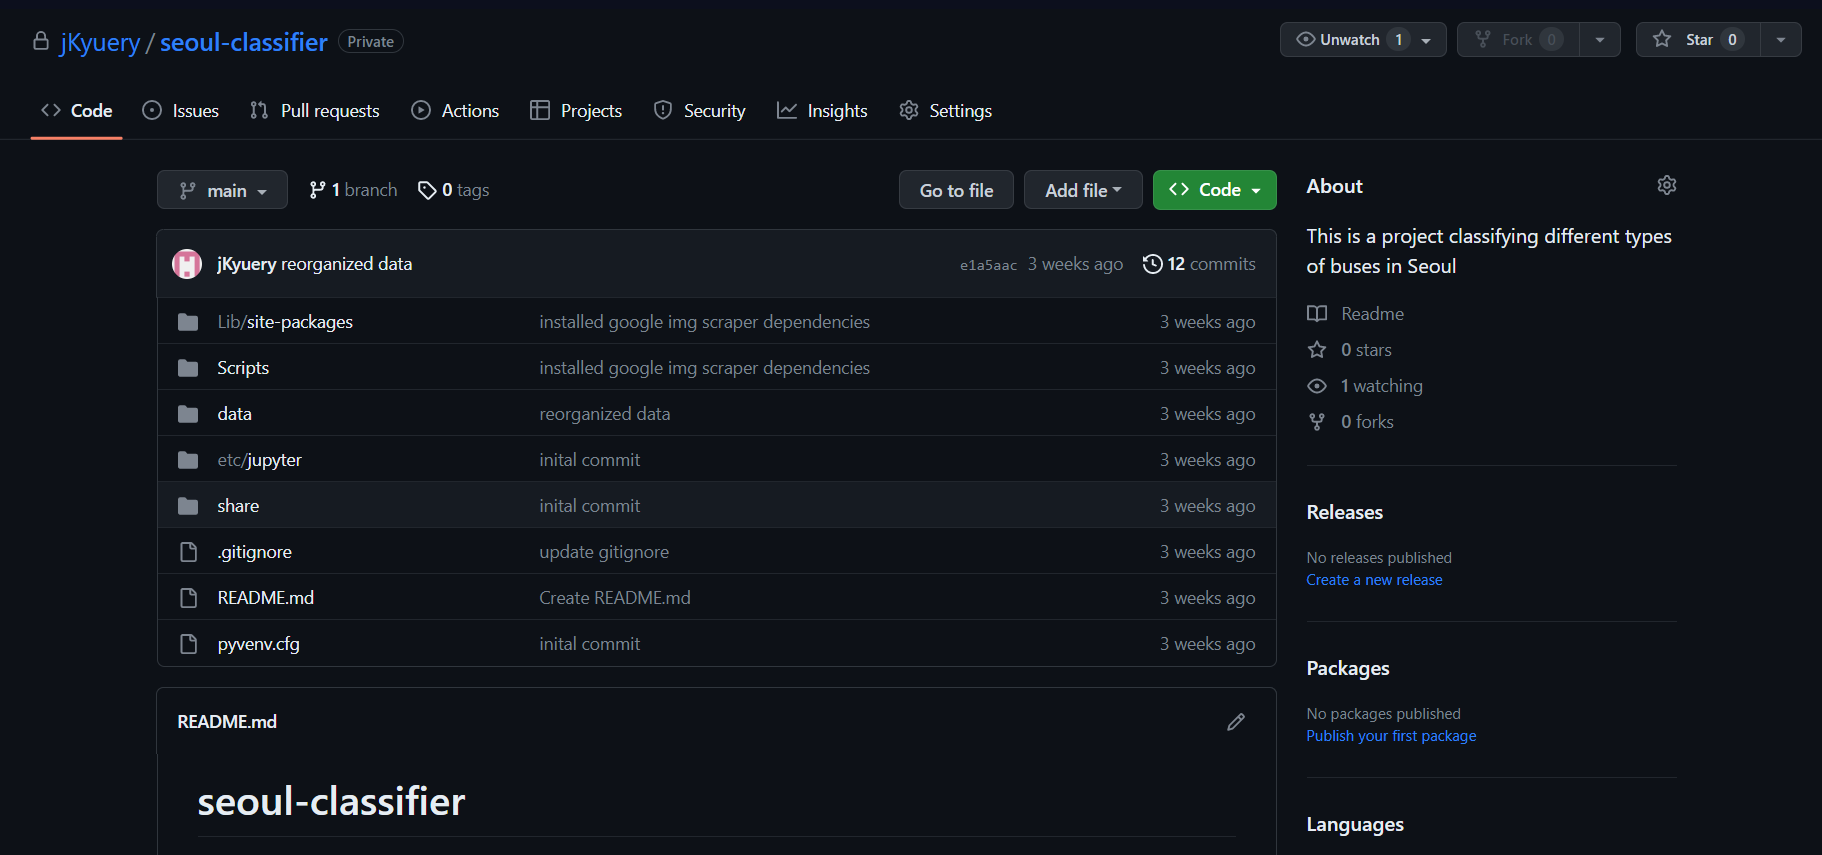 jKyuery / seoul-classifier Private
Unwatch 1 Fork 0 Star 0
Code Issues Pull requests Actions Projects Security Insights Settings
main 1 branch 0 tags Go to file Add file Code
jKyuery reorganized data e1a5aac 3 weeks ago 12 commits
Lib/site-packages installed google img scraper dependencies 3 weeks ago
Scripts installed google img scraper dependencies 3 weeks ago
data reorganized data 3 weeks ago
etc/jupyter inital commit 3 weeks ago
share inital commit 3 weeks ago
.gitignore update gitignore 3 weeks ago
README.md Create README.md 3 weeks ago
pyvenv.cfg inital commit 3 weeks ago
README.md
seoul-classifier
About
This is a project classifying different types
of buses in Seoul
Readme
0 stars
1 watching
0 forks
Releases
No releases published
Create a new release
Packages
No packages published
Publish your first package
Languages